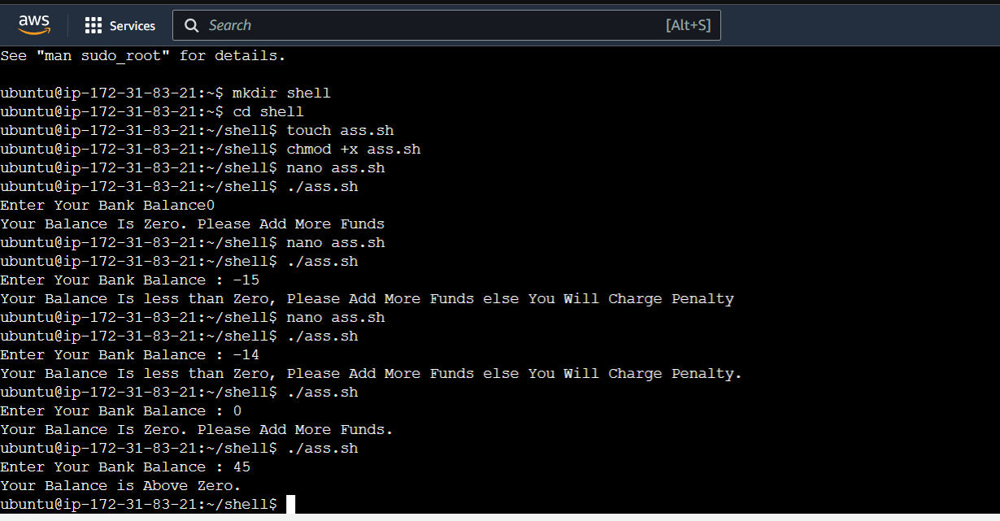 aws Services Search [Alt+S]
See "man sudo_root" for details.
ubuntu@ip-172-31-83-21:~$ mkdir shell
ubuntu@ip-172-31-83-21:~$ cd shell
ubuntu@ip-172-31-83-21:~/shell$ touch ass.sh
ubuntu@ip-172-31-83-21:~/shell$ chmod +x ass.sh
ubuntu@ip-172-31-83-21:~/shell$ nano ass.sh
ubuntu@ip-172-31-83-21:~/shell$ ./ass.sh
Enter Your Bank Balance0
Your Balance Is Zero. Please Add More Funds
ubuntu@ip-172-31-83-21:~/shell$ nano ass.sh
ubuntu@ip-172-31-83-21:~/shell$ ./ass.sh
Enter Your Bank Balance : -15
Your Balance Is less than Zero, Please Add More Funds else You Will Charge Penalty
ubuntu@ip-172-31-83-21:~/shell$ nano ass.sh
ubuntu@ip-172-31-83-21:~/shell$ ./ass.sh
Enter Your Bank Balance : -14
Your Balance Is less than Zero, Please Add More Funds else You Will Charge Penalty.
ubuntu@ip-172-31-83-21:~/shell$ ./ass.sh
Enter Your Bank Balance : 0
Your Balance Is Zero. Please Add More Funds.
ubuntu@ip-172-31-83-21:~/shell$ ./ass.sh
Enter Your Bank Balance : 45
Your Balance is Above Zero.
ubuntu@ip-172-31-83-21:~/shell$